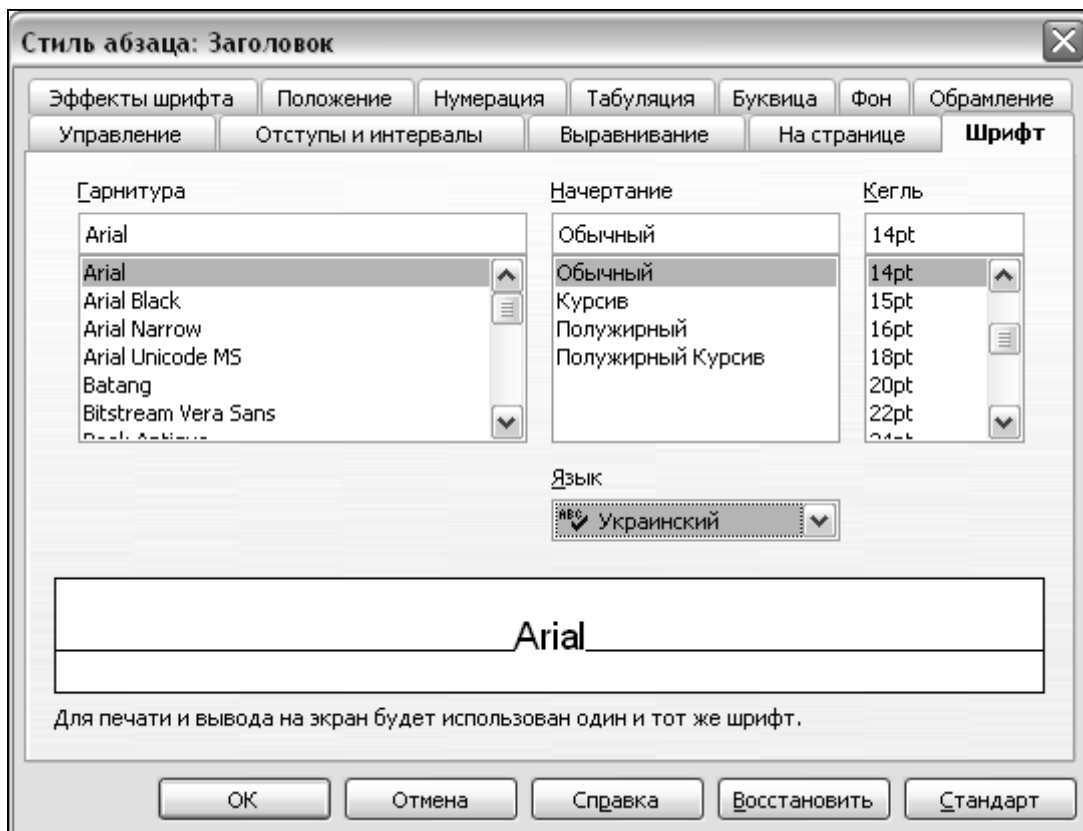 Стиль абзаца: Заголовок
Эффекты шрифта Положение Нумерация Табуляция Буквица Фон Обрамление
Управление Отступы и интервалы Выравнивание На странице Шрифт
Гарнитура Начертание Кегль
Arial Обычный 14pt
Arial Обычный 14pt
Arial Black Курсив 15pt
Arial Narrow Полужирный 16pt
Arial Unicode MS Полужирный Курсив 18pt
Batang 20pt
Bitstream Vera Sans 22pt
Язык
ABC Украинский
Arial
Для печати и вывода на экран будет использован один и тот же шрифт.
ОК Отмена Справка Восстановить Стандарт